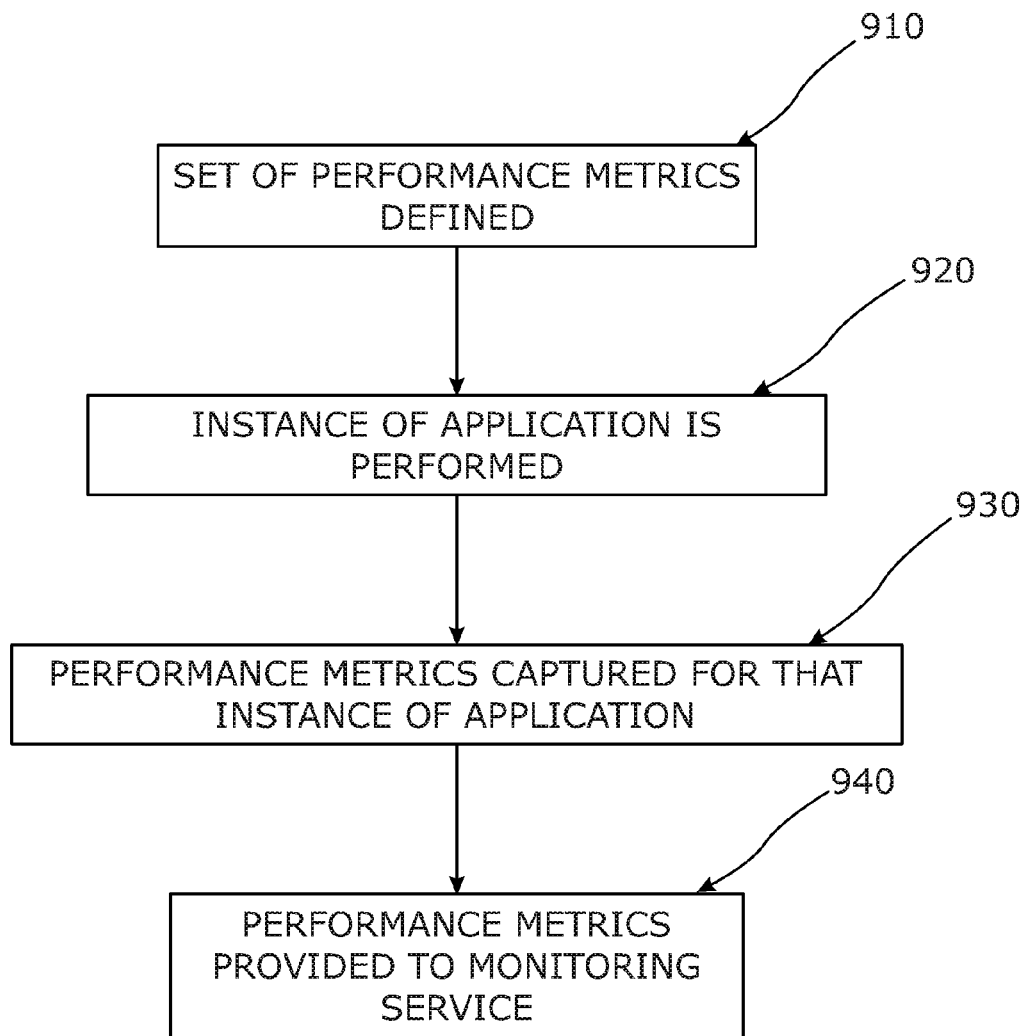 910
SET OF PERFORMANCE METRICS
DEFINED
920
INSTANCE OF APPLICATION IS
PERFORMED
930
PERFORMANCE METRICS CAPTURED FOR THAT
INSTANCE OF APPLICATION
940
PERFORMANCE METRICS
PROVIDED TO MONITORING
SERVICE